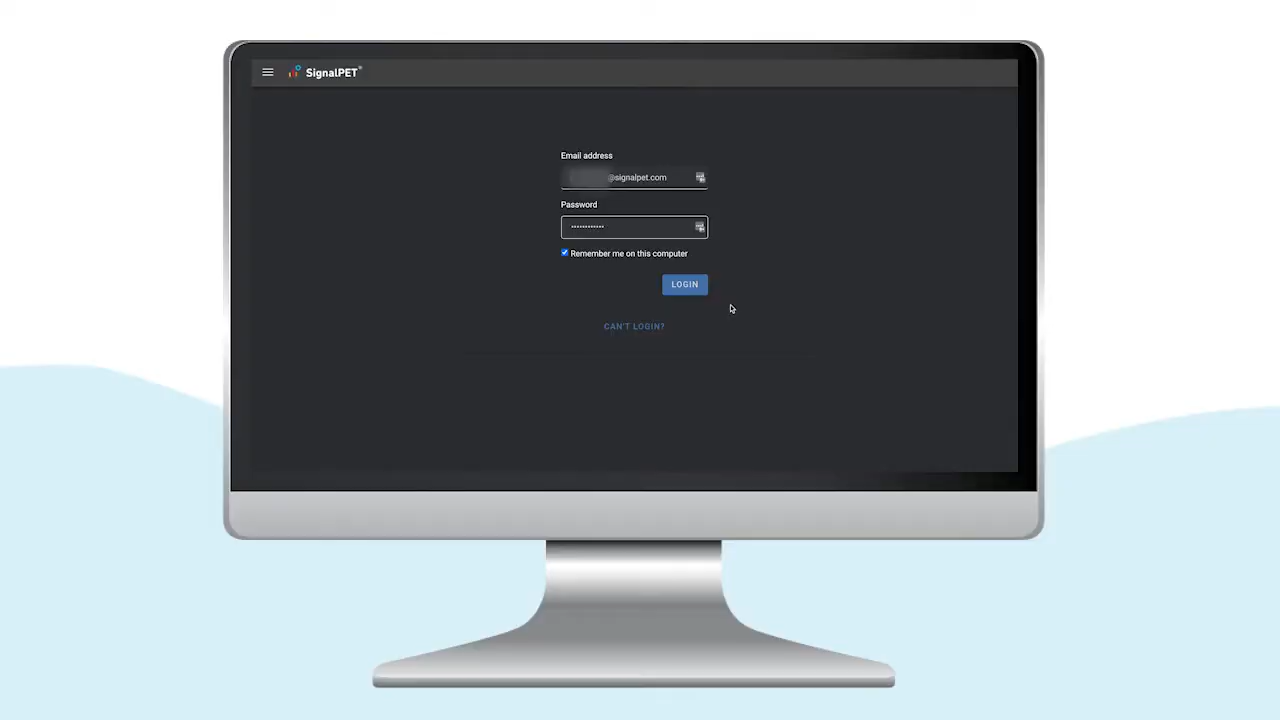 SignalPET
Email address
@signalpet.com
Password
Remember me on this computer
LOGIN
CAN'T LOGIN?